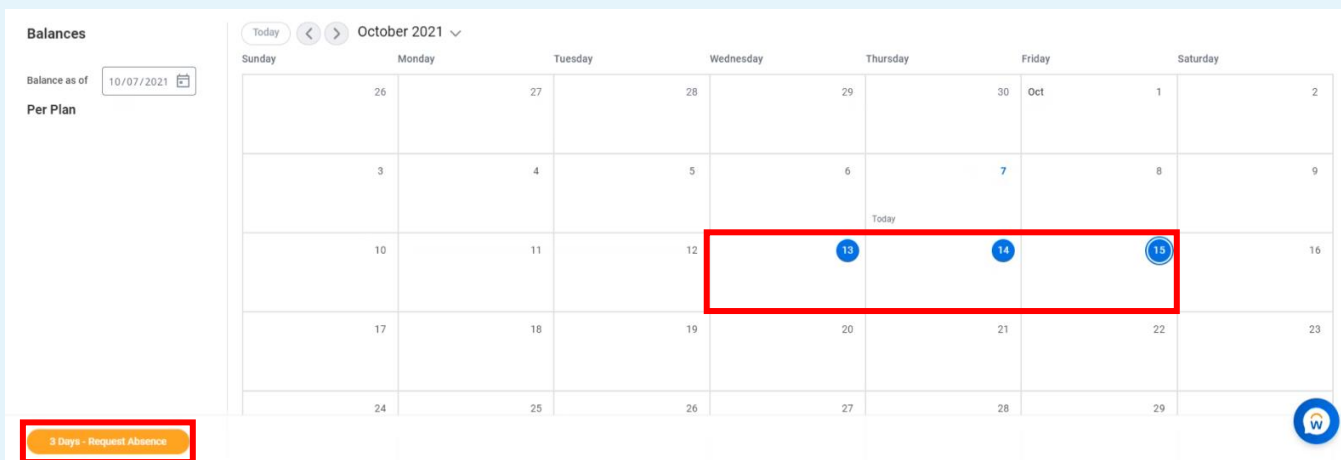 Balances
Balance as of 10/07/2021
Per Plan
Today October 2021
Sunday Monday Tuesday Wednesday Thursday Friday Saturday
26 27 28 29 30 Oct 1 2
3 4 5 6 7 8 9
Today
10 11 12 13 14 15 16
17 18 19 20 21 22 23
24 25 26 27 28 29
3 Days - Request Absence
W